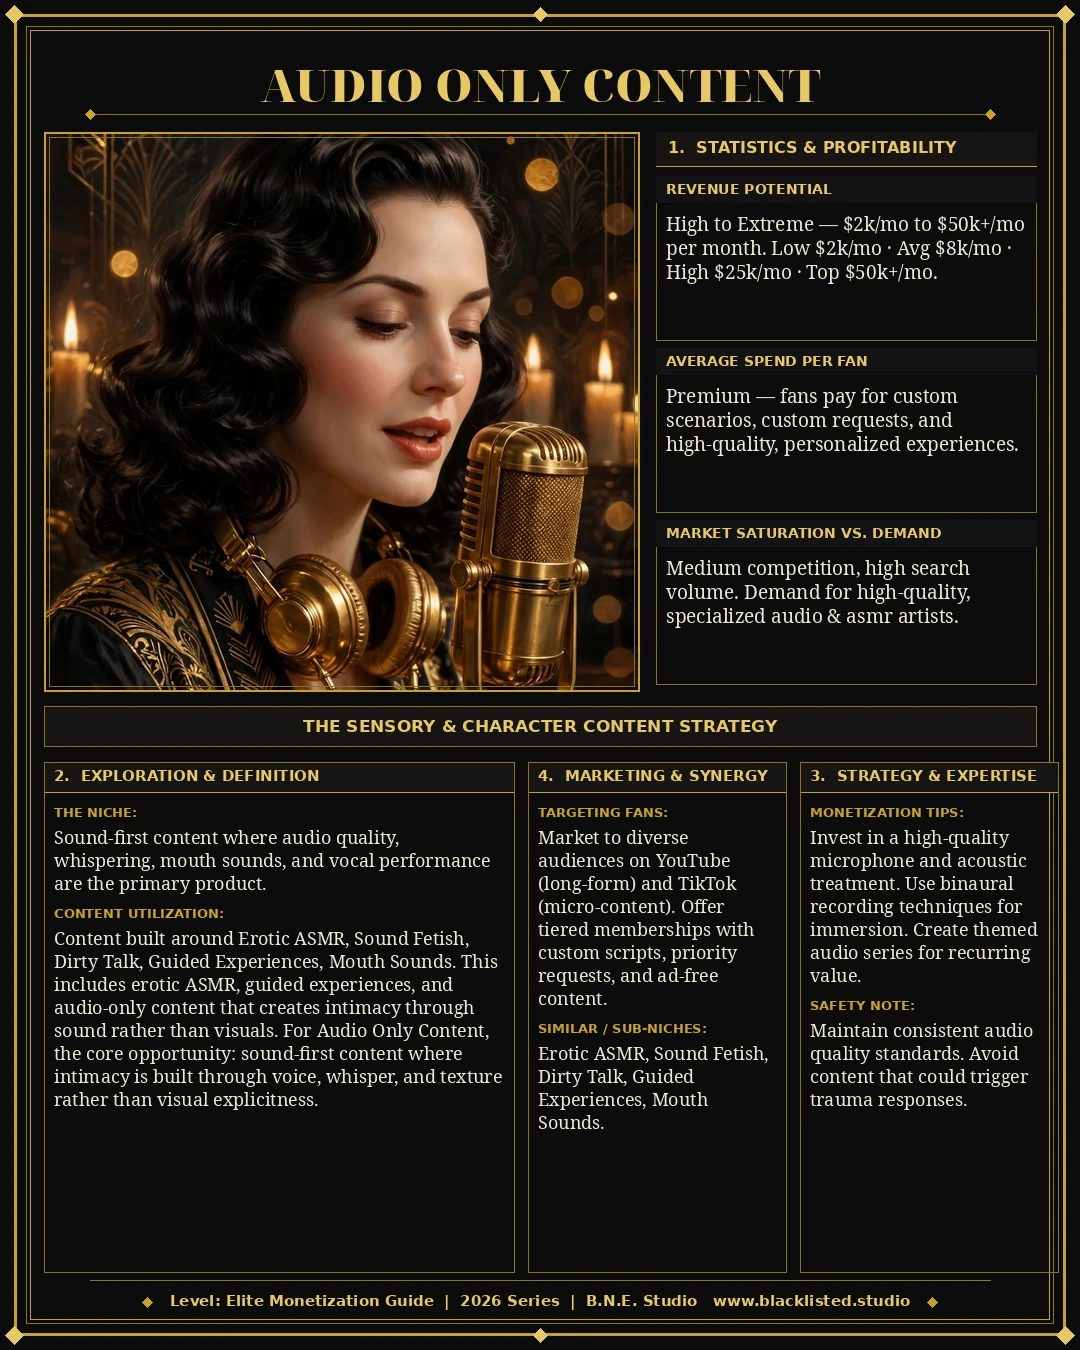 AUDIO ONLY CONTENT
1. STATISTICS & PROFITABILITY
REVENUE POTENTIAL
High to Extreme — $2k/mo to $50k+/mo
per month. Low $2k/mo · Avg $8k/mo ·
High $25k/mo · Top $50k+/mo.
AVERAGE SPEND PER FAN
Premium — fans pay for custom
scenarios, custom requests, and
high-quality, personalized experiences.
MARKET SATURATION VS. DEMAND
Medium competition, high search
volume. Demand for high-quality,
specialized audio & asmr artists.
THE SENSORY & CHARACTER CONTENT STRATEGY
2. EXPLORATION & DEFINITION
THE NICHE:
Sound-first content where audio quality,
whispering, mouth sounds, and vocal performance
are the primary product.
CONTENT UTILIZATION:
Content built around Erotic ASMR, Sound Fetish,
Dirty Talk, Guided Experiences, Mouth Sounds. This
includes erotic ASMR, guided experiences, and
audio-only content that creates intimacy through
sound rather than visuals. For Audio Only Content,
the core opportunity: sound-first content where
intimacy is built through voice, whisper, and texture
rather than visual explicitness.
4. MARKETING & SYNERGY
TARGETING FANS:
Market to diverse
audiences on YouTube
(long-form) and TikTok
(micro-content). Offer
tiered memberships with
custom scripts, priority
requests, and ad-free
content.
SIMILAR / SUB-NICHES:
Erotic ASMR, Sound Fetish,
Dirty Talk, Guided
Experiences, Mouth
Sounds.
3. STRATEGY & EXPERTISE
MONETIZATION TIPS:
Invest in a high-quality
microphone and acoustic
treatment. Use binaural
recording techniques for
immersion. Create themed
audio series for recurring
value.
SAFETY NOTE:
Maintain consistent audio
quality standards. Avoid
content that could trigger
trauma responses.
Level: Elite Monetization Guide | 2026 Series | B.N.E. Studio www.blacklisted.studio